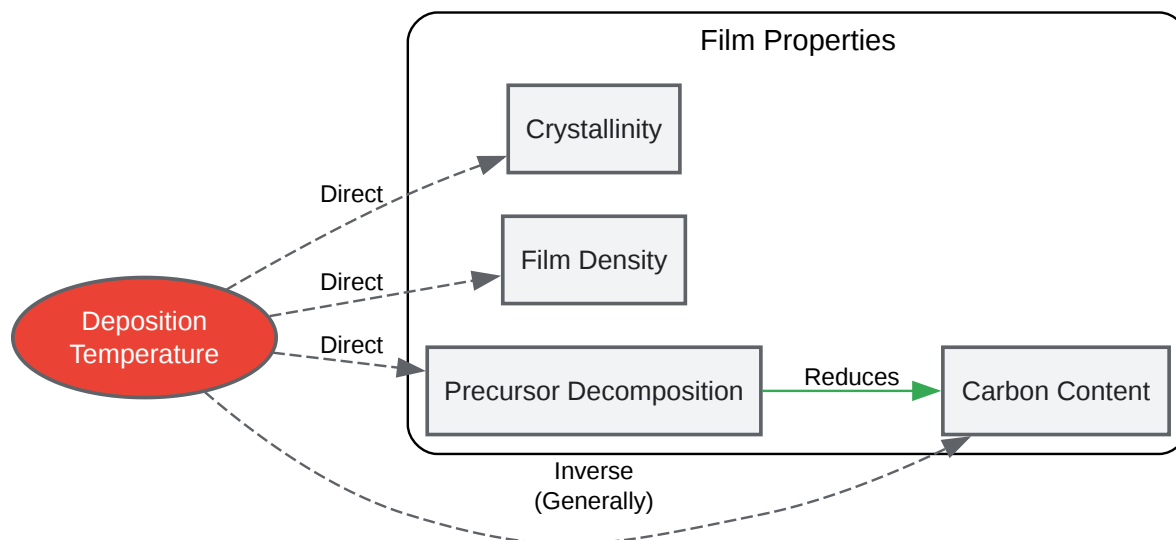 Film Properties
Crystallinity
Direct
Film Density
Direct
Deposition
Temperature
Direct
Precursor Decomposition
Reduces
Carbon Content
Inverse
(Generally)